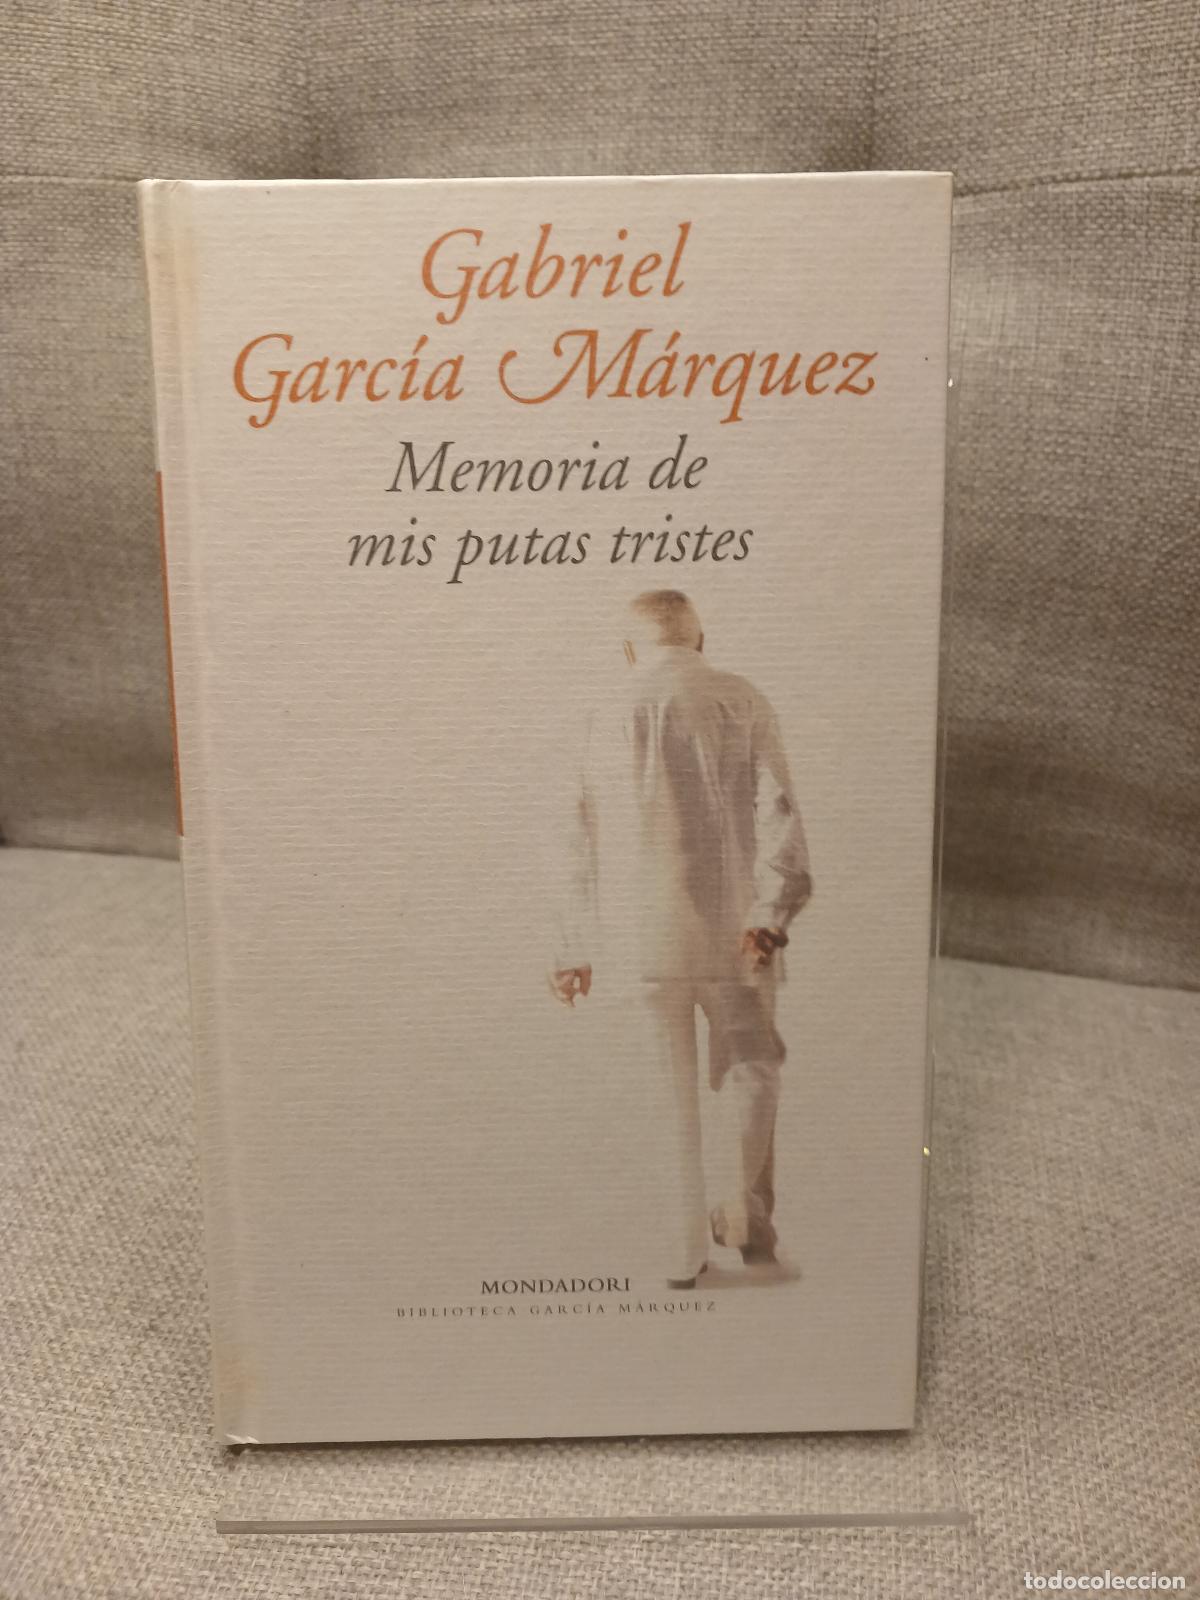 Gabriel
García Márquez
Memoria de
mis putas tristes
MONDADORI
BIBLIOTECA GARCÍA MÁRQUEZ
todocoleccion